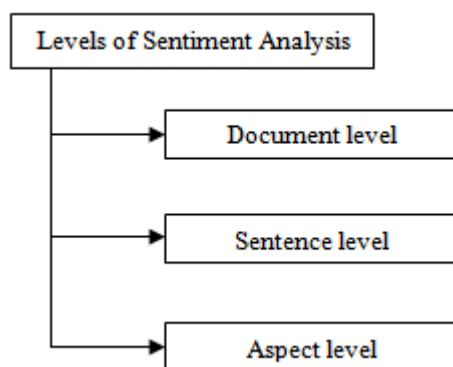 Levels of Sentiment Analysis
Document level
Sentence level
Aspect level